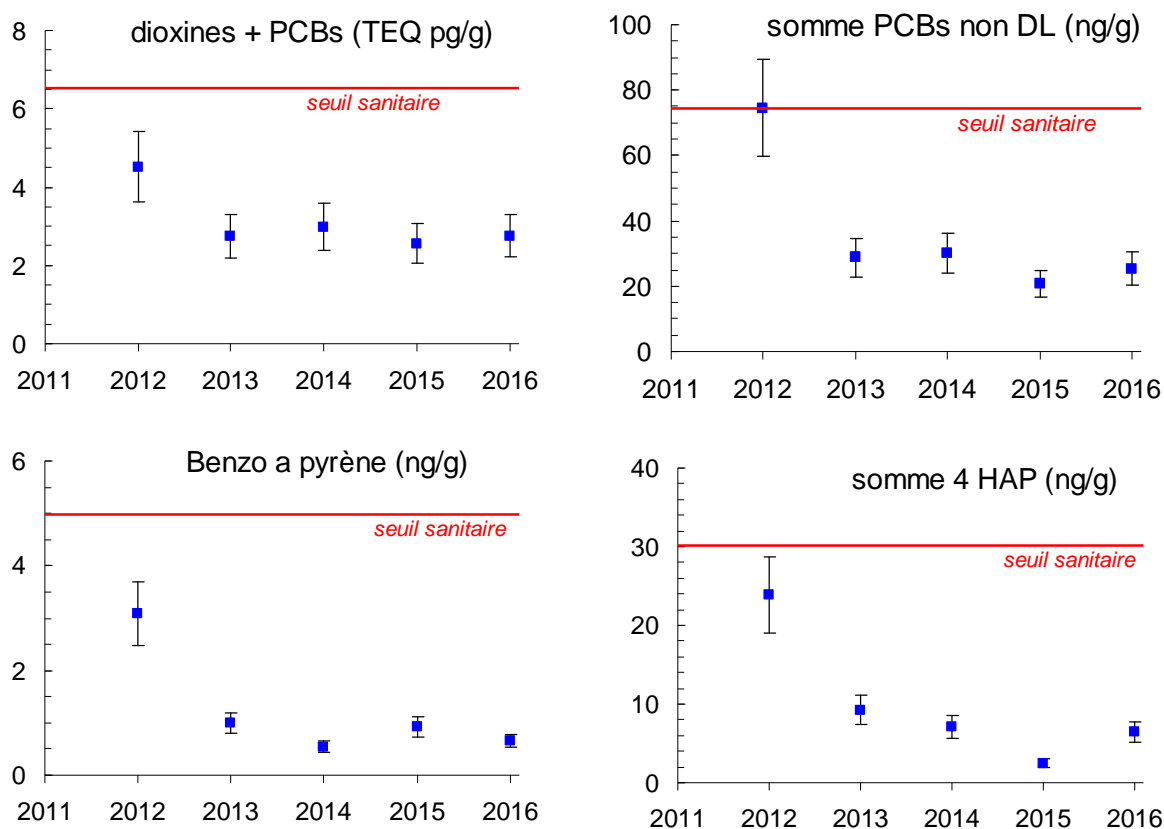 dioxines + PCBs (TEQ pg/g)
8
6
4
2
0
seuil sanitaire
2011 2012 2013 2014 2015 2016
somme PCBs non DL (ng/g)
100
80
60
40
20
0
seuil sanitaire
2011 2012 2013 2014 2015 2016
Benzo a pyrène (ng/g)
6
4
2
0
seuil sanitaire
2011 2012 2013 2014 2015 2016
somme 4 HAP (ng/g)
40
30
20
10
0
seuil sanitaire
2011 2012 2013 2014 2015 2016